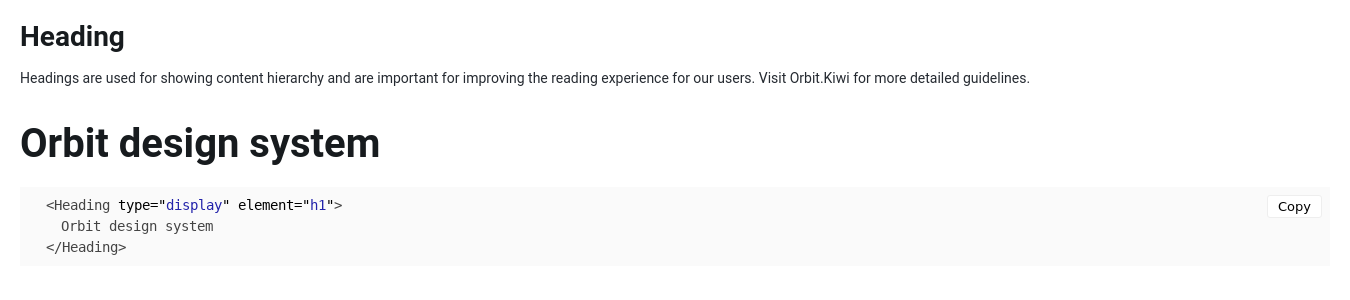 Heading
Headings are used for showing content hierarchy and are important for improving the reading experience for our users. Visit Orbit.Kiwi for more detailed guidelines.
Orbit design system
<Heading type="display" element="h1">
Copy
Orbit design system
</Heading>